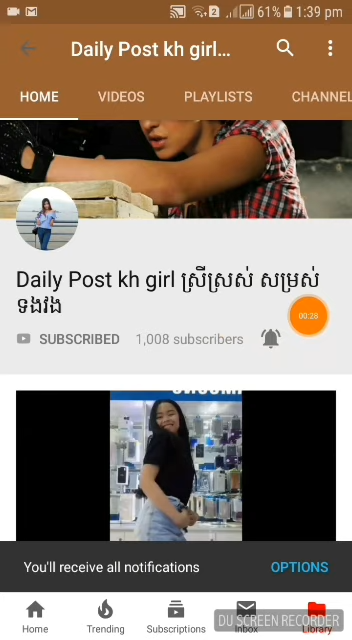 61% 1:39 pm
Daily Post kh girl...
HOME VIDEOS PLAYLISTS CHANNEL
Daily Post kh girl ស្រីស្រស់ សម្រស់
ទងវង
SUBSCRIBED 1,008 subscribers
00:28
You'll receive all notifications OPTIONS
DU SCREEN RECORDER
Home Trending Subscriptions Inbox Library